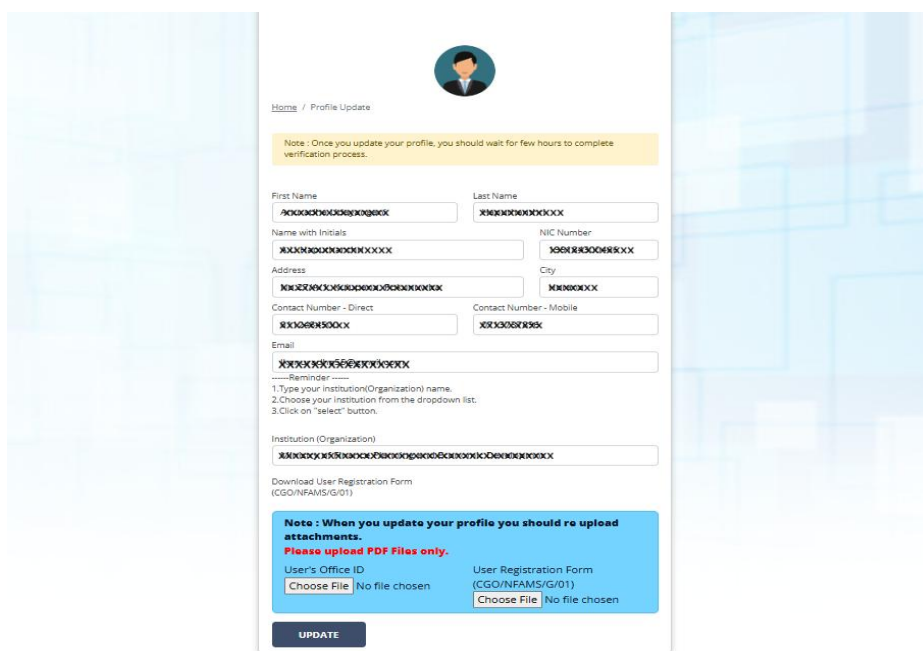 Home / Profile Update
Note : Once you update your profile, you should wait for few hours to complete
verification process.
First Name Last Name
Name with Initials NIC Number
Address City
Contact Number - Direct Contact Number - Mobile
Email
------Reminder ------
1.Type your institution(Organization) name.
2.Choose your institution from the dropdown list.
3.Click on "select" button.
Institution (Organization)
Download User Registration Form
(CGO/NFAMS/G/01)
Note : When you update your profile you should re upload
attachments.
Please upload PDF Files only.
User's Office ID User Registration Form
(CGO/NFAMS/G/01)
Choose File No file chosen
Choose File No file chosen
UPDATE